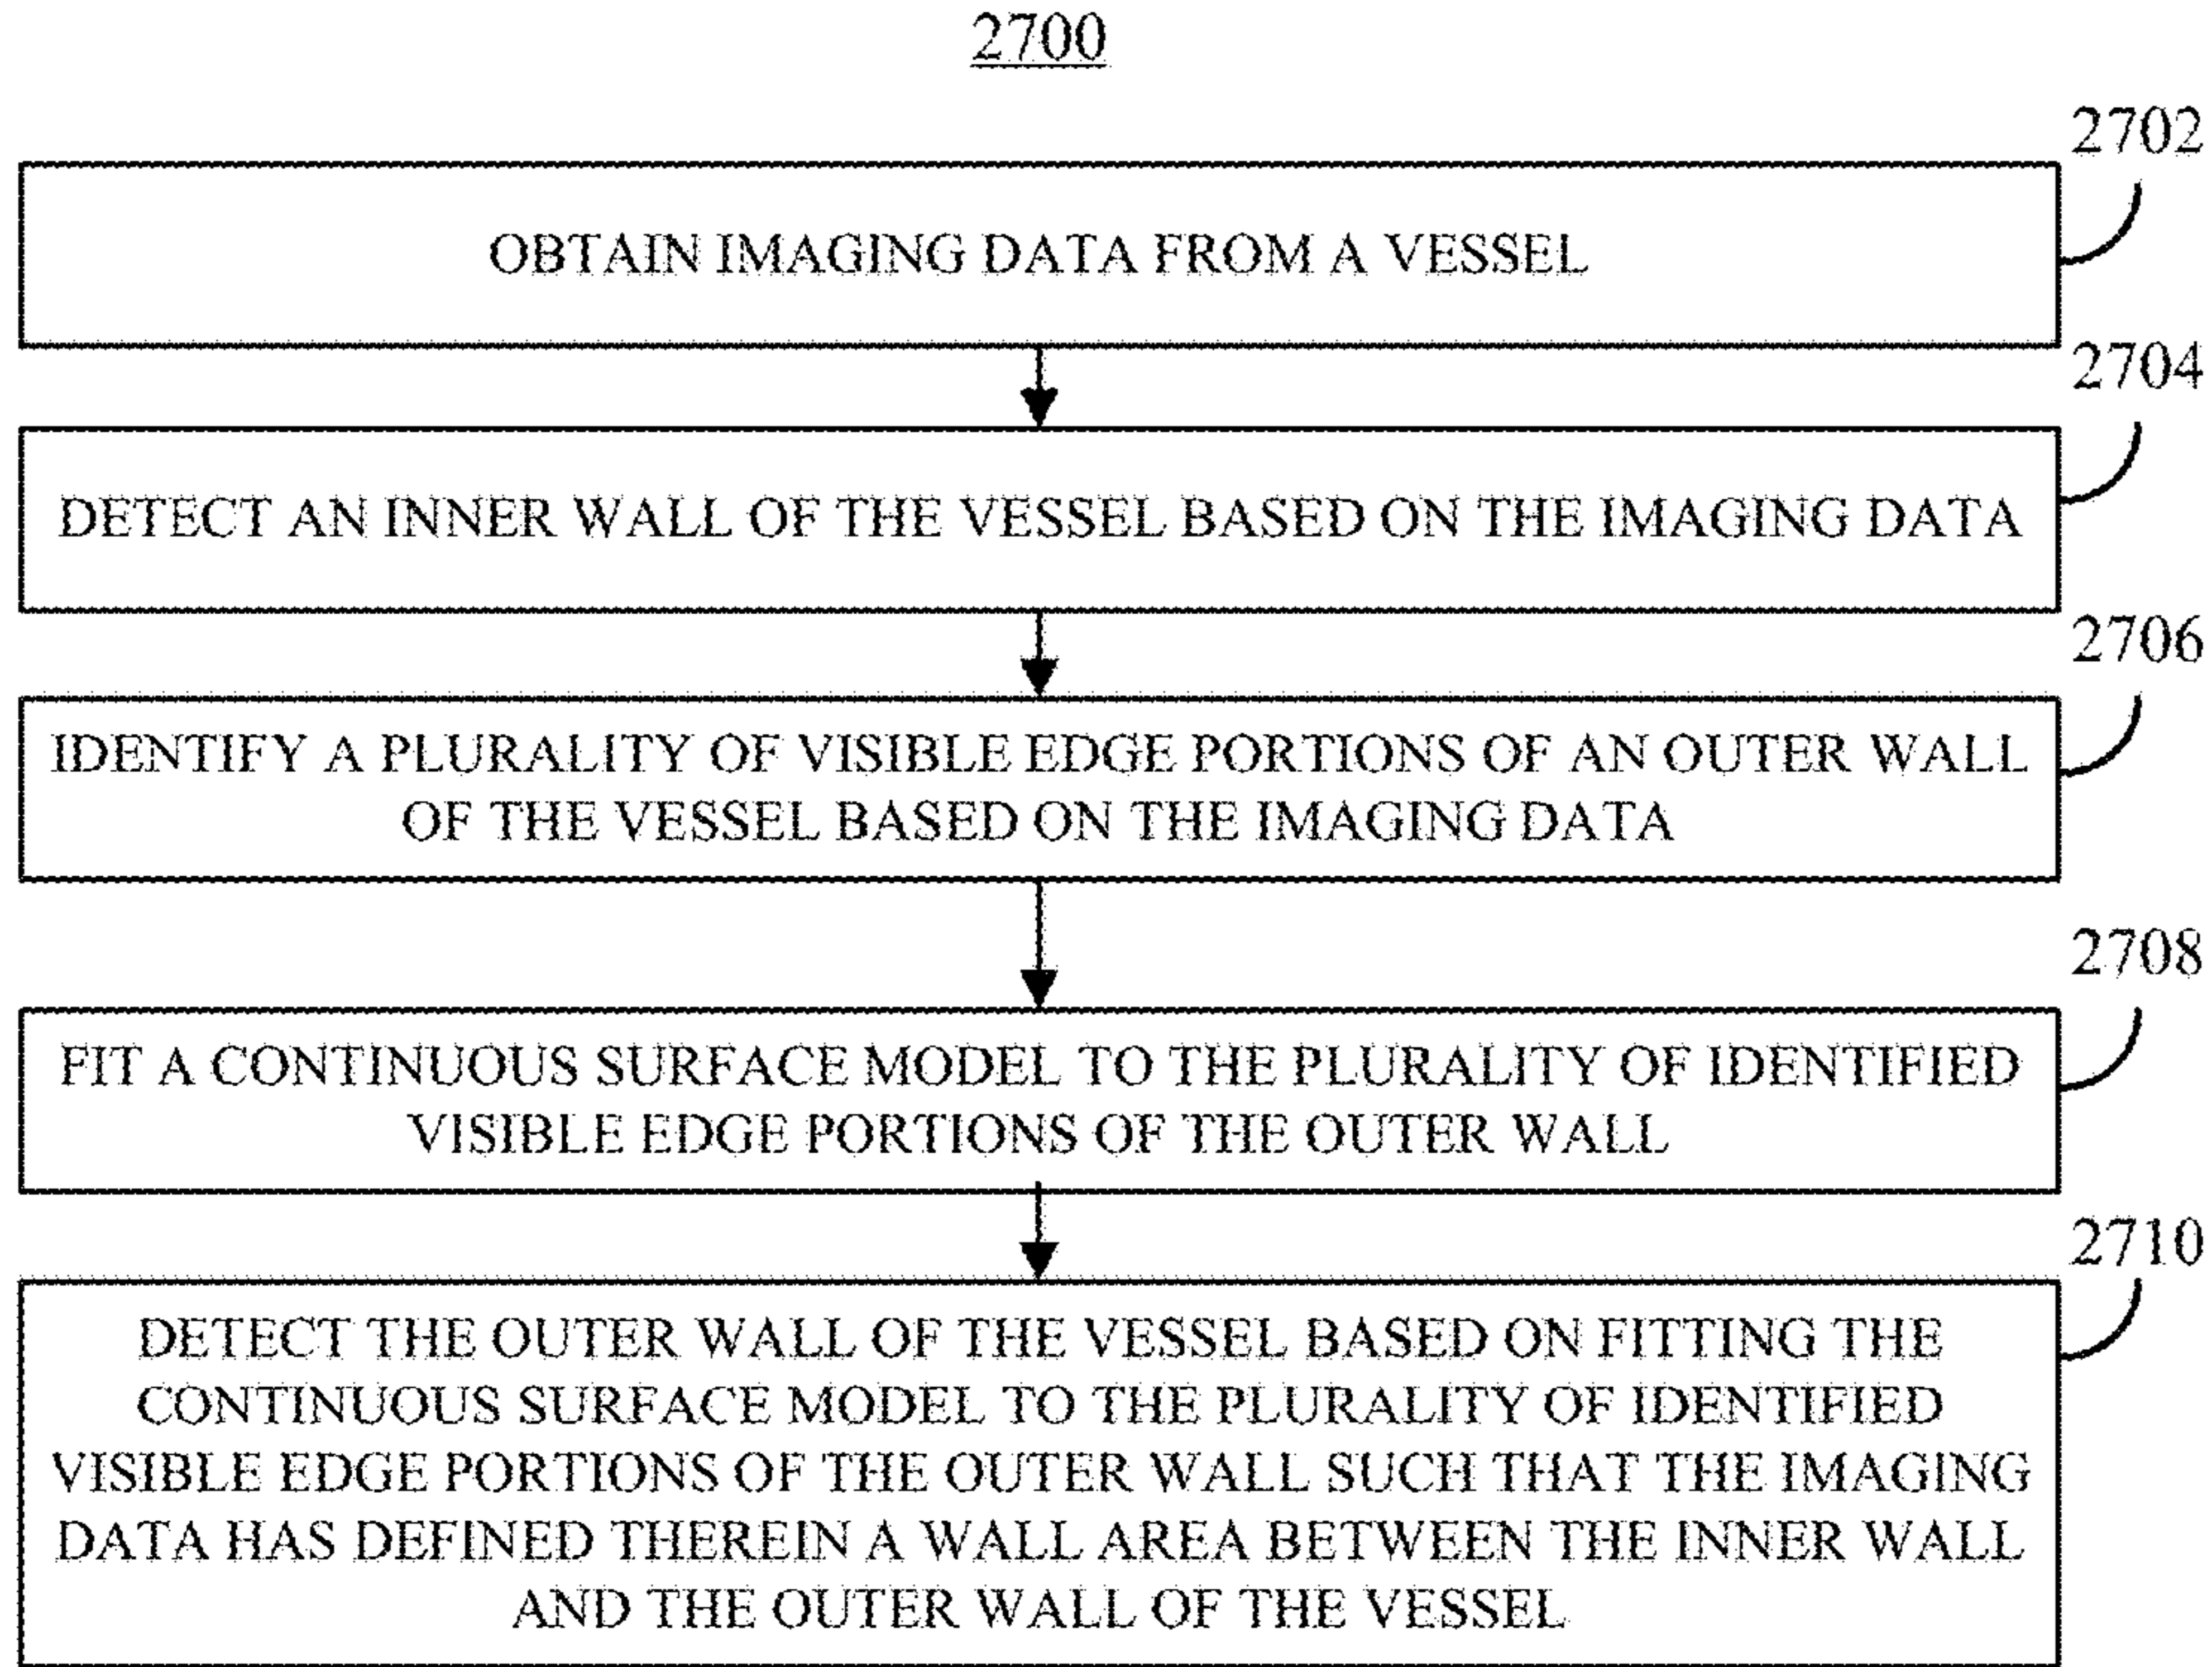 2700
2702
OBTAIN IMAGING DATA FROM A VESSEL
2704
DETECT AN INNER WALL OF THE VESSEL BASED ON THE IMAGING DATA
2706
IDENTIFY A PLURALITY OF VISIBLE EDGE PORTIONS OF AN OUTER WALL
OF THE VESSEL BASED ON THE IMAGING DATA
2708
FIT A CONTINUOUS SURFACE MODEL TO THE PLURALITY OF IDENTIFIED
VISIBLE EDGE PORTIONS OF THE OUTER WALL
2710
DETECT THE OUTER WALL OF THE VESSEL BASED ON FITTING THE
CONTINUOUS SURFACE MODEL TO THE PLURALITY OF IDENTIFIED
VISIBLE EDGE PORTIONS OF THE OUTER WALL SUCH THAT THE IMAGING
DATA HAS DEFINED THEREIN A WALL AREA BETWEEN THE INNER WALL
AND THE OUTER WALL OF THE VESSEL